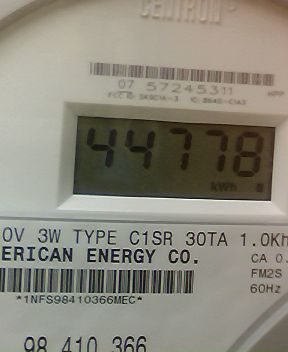 CENTRON
07 57245311
44778
kWh
0V 3W TYPE C1SR 30TA 1.0Kh
ERICAN ENERGY CO.
CA 0.
FM2S
60Hz
*1NFS98410366MEC*
98 410 366